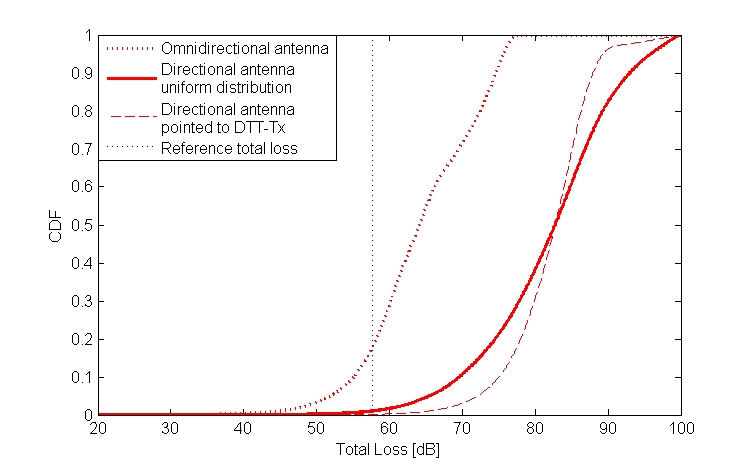 1
0.9
0.8
0.7
0.6
0.5
0.4
0.3
0.2
0.1
0
CDF
Omnidirectional antenna
Directional antenna
uniform distribution
Directional antenna
pointed to DTT-Tx
Reference total loss
20 30 40 50 60 70 80 90 100
Total Loss [dB]